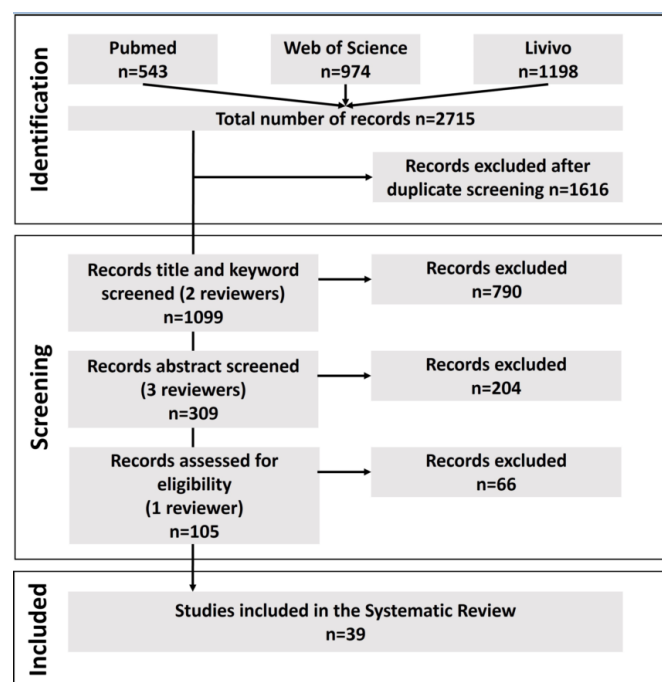 Identification
Pubmed
n=543
Web of Science
n=974
Livivo
n=1198
Total number of records n=2715
Records excluded after
duplicate screening n=1616
Screening
Records title and keyword
screened (2 reviewers)
n=1099
Records excluded
n=790
Records abstract screened
(3 reviewers)
n=309
Records excluded
n=204
Records assessed for
eligibility
(1 reviewer)
n=105
Records excluded
n=66
Included
Studies included in the Systematic Review
n=39